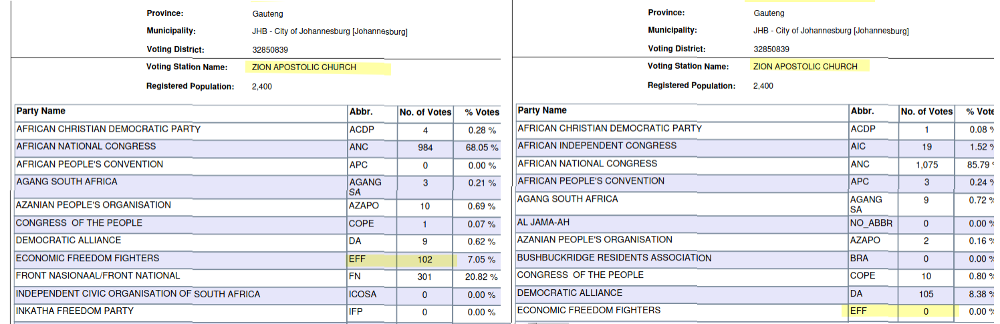 Province: Gauteng
Municipality: JHB - City of Johannesburg [Johannesburg]
Voting District: 32850839
Voting Station Name: ZION APOSTOLIC CHURCH
Registered Population: 2,400
Party Name Abbr. No. of Votes % Votes
AFRICAN CHRISTIAN DEMOCRATIC PARTY ACDP 4 0.28 %
AFRICAN NATIONAL CONGRESS ANC 984 68.05 %
AFRICAN PEOPLE'S CONVENTION APC 0 0.00 %
AGANG SOUTH AFRICA AGANG 3 0.21 %
SA
AZANIAN PEOPLE'S ORGANISATION AZAPO 10 0.69 %
CONGRESS OF THE PEOPLE COPE 1 0.07 %
DEMOCRATIC ALLIANCE DA 9 0.62 %
ECONOMIC FREEDOM FIGHTERS EFF 102 7.05 %
FRONT NASIONAAL/FRONT NATIONAL FN 301 20.82 %
INDEPENDENT CIVIC ORGANISATION OF SOUTH AFRICA ICOSA 0 0.00 %
INKATHA FREEDOM PARTY IFP 0 0.00 %
Province: Gauteng
Municipality: JHB - City of Johannesburg [Johannesburg]
Voting District: 32850839
Voting Station Name: ZION APOSTOLIC CHURCH
Registered Population: 2,400
Party Name Abbr. No. of Votes % Vote
AFRICAN CHRISTIAN DEMOCRATIC PARTY ACDP 1 0.08 %
AFRICAN INDEPENDENT CONGRESS AIC 19 1.52 %
AFRICAN NATIONAL CONGRESS ANC 1,075 85.79 %
AFRICAN PEOPLE'S CONVENTION APC 3 0.24 %
AGANG SOUTH AFRICA AGANG 9 0.72 %
SA
AL JAMA-AH NO_ABBR 0 0.00 %
AZANIAN PEOPLE'S ORGANISATION AZAPO 2 0.16 %
BUSHBUCKRIDGE RESIDENTS ASSOCIATION BRA 0 0.00 %
CONGRESS OF THE PEOPLE COPE 10 0.80 %
DEMOCRATIC ALLIANCE DA 105 8.38 %
ECONOMIC FREEDOM FIGHTERS EFF 0 0.00 %